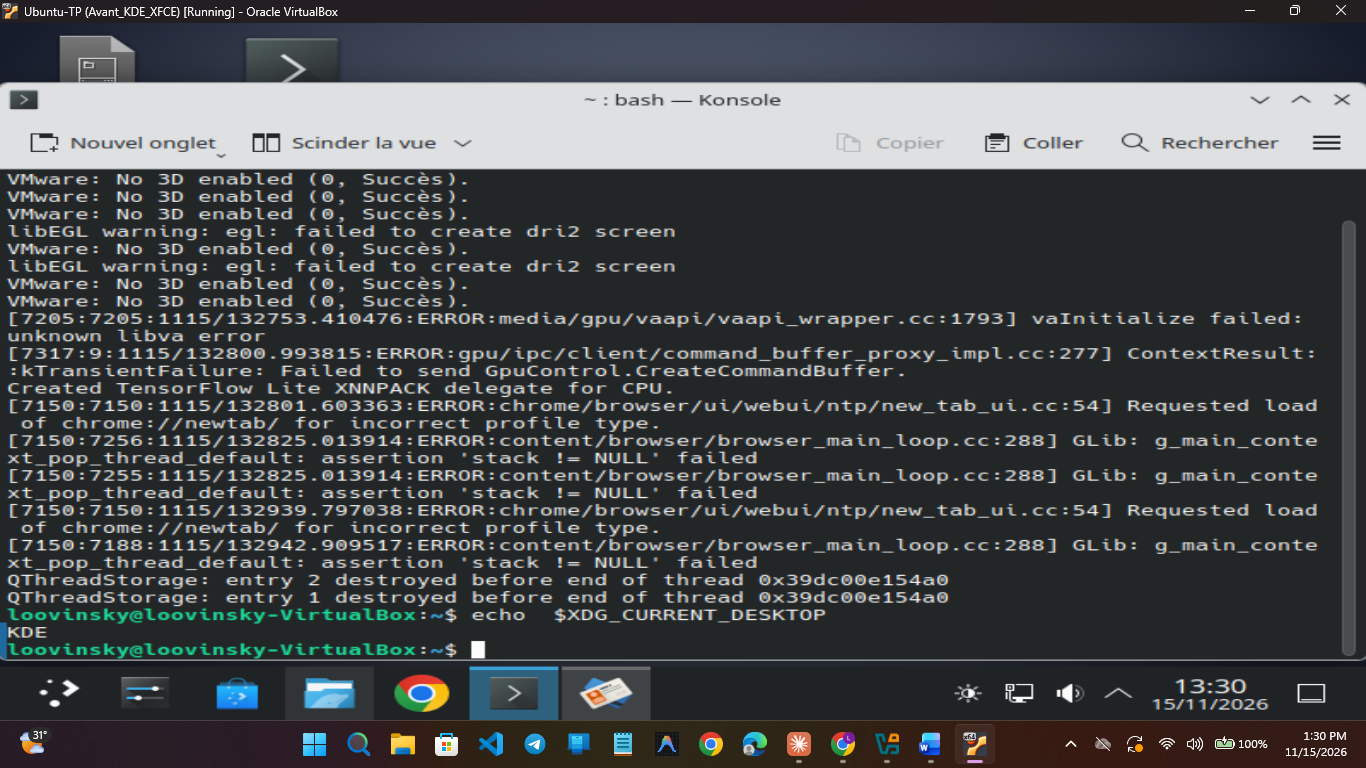 Ubuntu-TP (Avant_KDE_XFCE) [Running] - Oracle VirtualBox
~ : bash — Konsole
Nouvel onglet
Scinder la vue
Copier
Coller
Rechercher
VMware: No 3D enabled (0, Succès).
VMware: No 3D enabled (0, Succès).
VMware: No 3D enabled (0, Succès).
libEGL warning: egl: failed to create dri2 screen
VMware: No 3D enabled (0, Succès).
libEGL warning: egl: failed to create dri2 screen
VMware: No 3D enabled (0, Succès).
VMware: No 3D enabled (0, Succès).
[7205:7205:1115/132753.410476:ERROR:media/gpu/vaapi/vaapi_wrapper.cc:1793] vaInitialize failed:
unknown libva error
[7317:9:1115/132800.993815:ERROR:gpu/ipc/client/command_buffer_proxy_impl.cc:277] ContextResult:
:kTransientFailure: Failed to send GpuControl.CreateCommandBuffer.
Created TensorFlow Lite XNNPACK delegate for CPU.
[7150:7150:1115/132801.603363:ERROR:chrome/browser/ui/webui/ntp/new_tab_ui.cc:54] Requested load
 of chrome://newtab/ for incorrect profile type.
[7150:7256:1115/132825.013914:ERROR:content/browser/browser_main_loop.cc:288] GLib: g_main_conte
xt_pop_thread_default: assertion 'stack != NULL' failed
[7150:7255:1115/132825.013914:ERROR:content/browser/browser_main_loop.cc:288] GLib: g_main_conte
xt_pop_thread_default: assertion 'stack != NULL' failed
[7150:7150:1115/132939.797038:ERROR:chrome/browser/ui/webui/ntp/new_tab_ui.cc:54] Requested load
 of chrome://newtab/ for incorrect profile type.
[7150:7188:1115/132942.909517:ERROR:content/browser/browser_main_loop.cc:288] GLib: g_main_conte
xt_pop_thread_default: assertion 'stack != NULL' failed
QThreadStorage: entry 2 destroyed before end of thread 0x39dc00e154a0
QThreadStorage: entry 1 destroyed before end of thread 0x39dc00e154a0
loovinsky@loovinsky-VirtualBox:~$ echo  $XDG_CURRENT_DESKTOP
KDE
loovinsky@loovinsky-VirtualBox:~$
13:30
15/11/2026
31°
100%
1:30 PM
11/15/2026